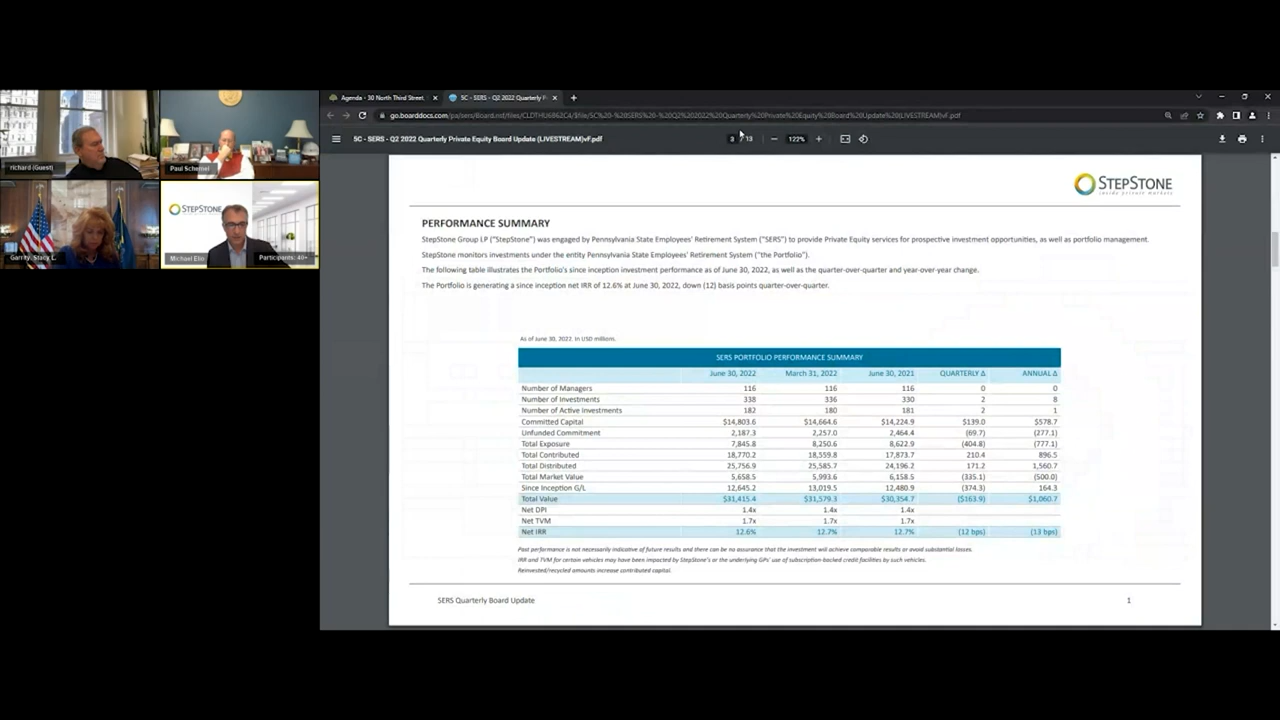 Agenda - 30 North Third Street,
5C - SERS - Q2 2022 Quarterly P
5C - SERS - Q2 2022 Quarterly Private Equity Board Update (LIVESTREAM)vF.pdf
3 / 13
122%
richard (Guest)
Paul Schemel
Garrity, Stacy L.
STEPSTONE
Michael Elio
Participants: 40+
STEPSTONE
inside private markets
PERFORMANCE SUMMARY
StepStone Group LP ("StepStone") was engaged by Pennsylvania State Employees' Retirement System ("SERS") to provide Private Equity services for prospective investment opportunities, as well as portfolio management.
StepStone monitors investments under the entity Pennsylvania State Employees' Retirement System ("the Portfolio").
The following table illustrates the Portfolio's since inception investment performance as of June 30, 2022, as well as the quarter-over-quarter and year-over-year change.
The Portfolio is generating a since inception net IRR of 12.6% at June 30, 2022, down (12) basis points quarter-over-quarter.
As of June 30, 2022. In USD millions.
SERS PORTFOLIO PERFORMANCE SUMMARY
June 30, 2022 March 31, 2022 June 30, 2021 QUARTERLY Δ ANNUAL Δ
Number of Managers 116 116 116 0 0
Number of Investments 338 336 330 2 8
Number of Active Investments 182 180 181 2 1
Committed Capital $14,803.6 $14,664.6 $14,224.9 $139.0 $578.7
Unfunded Commitment 2,187.3 2,257.0 2,464.4 (69.7) (277.1)
Total Exposure 7,845.8 8,250.6 8,622.9 (404.8) (777.1)
Total Contributed 18,770.2 18,559.8 17,873.7 210.4 896.5
Total Distributed 25,756.9 25,585.7 24,196.2 171.2 1,560.7
Total Market Value 5,658.5 5,993.6 6,158.5 (335.1) (500.0)
Since Inception G/L 12,645.2 13,019.5 12,480.9 (374.3) 164.3
Total Value $31,415.4 $31,579.3 $30,354.7 ($163.9) $1,060.7
Net DPI 1.4x 1.4x 1.4x
Net TVM 1.7x 1.7x 1.7x
Net IRR 12.6% 12.7% 12.7% (12 bps) (13 bps)
Past performance is not necessarily indicative of future results and there can be no assurance that the investment will achieve comparable results or avoid substantial losses.
IRR and TVM for certain vehicles may have been impacted by StepStone's or the underlying GPs' use of subscription-backed credit facilities by such vehicles.
Reinvested/recycled amounts increase contributed capital.
SERS Quarterly Board Update 1